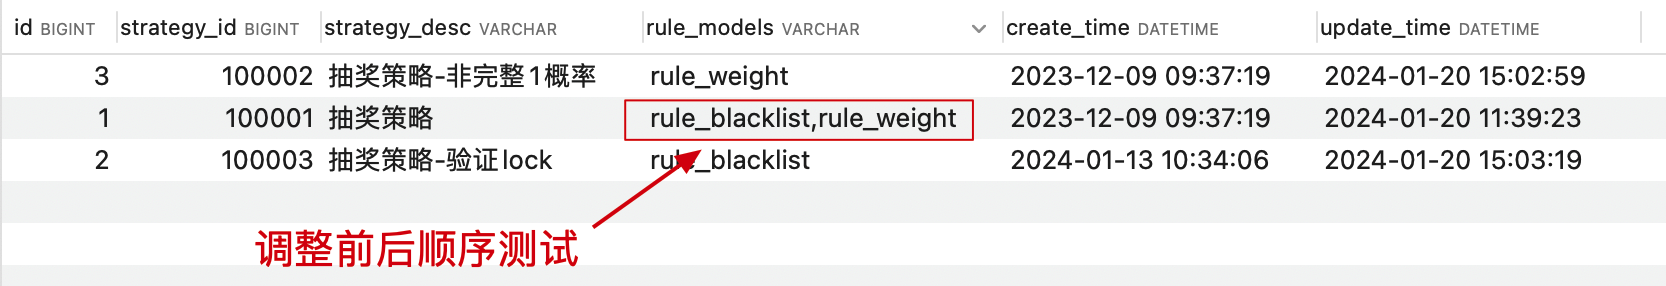 id BIGINT strategy_id BIGINT strategy_desc VARCHAR rule_models VARCHAR create_time DATETIME update_time DATETIME
3 100002 抽奖策略-非完整1概率 rule_weight 2023-12-09 09:37:19 2024-01-20 15:02:59
1 100001 抽奖策略 rule_blacklist,rule_weight 2023-12-09 09:37:19 2024-01-20 11:39:23
2 100003 抽奖策略-验证lock rule_blacklist 2024-01-13 10:34:06 2024-01-20 15:03:19
调整前后顺序测试